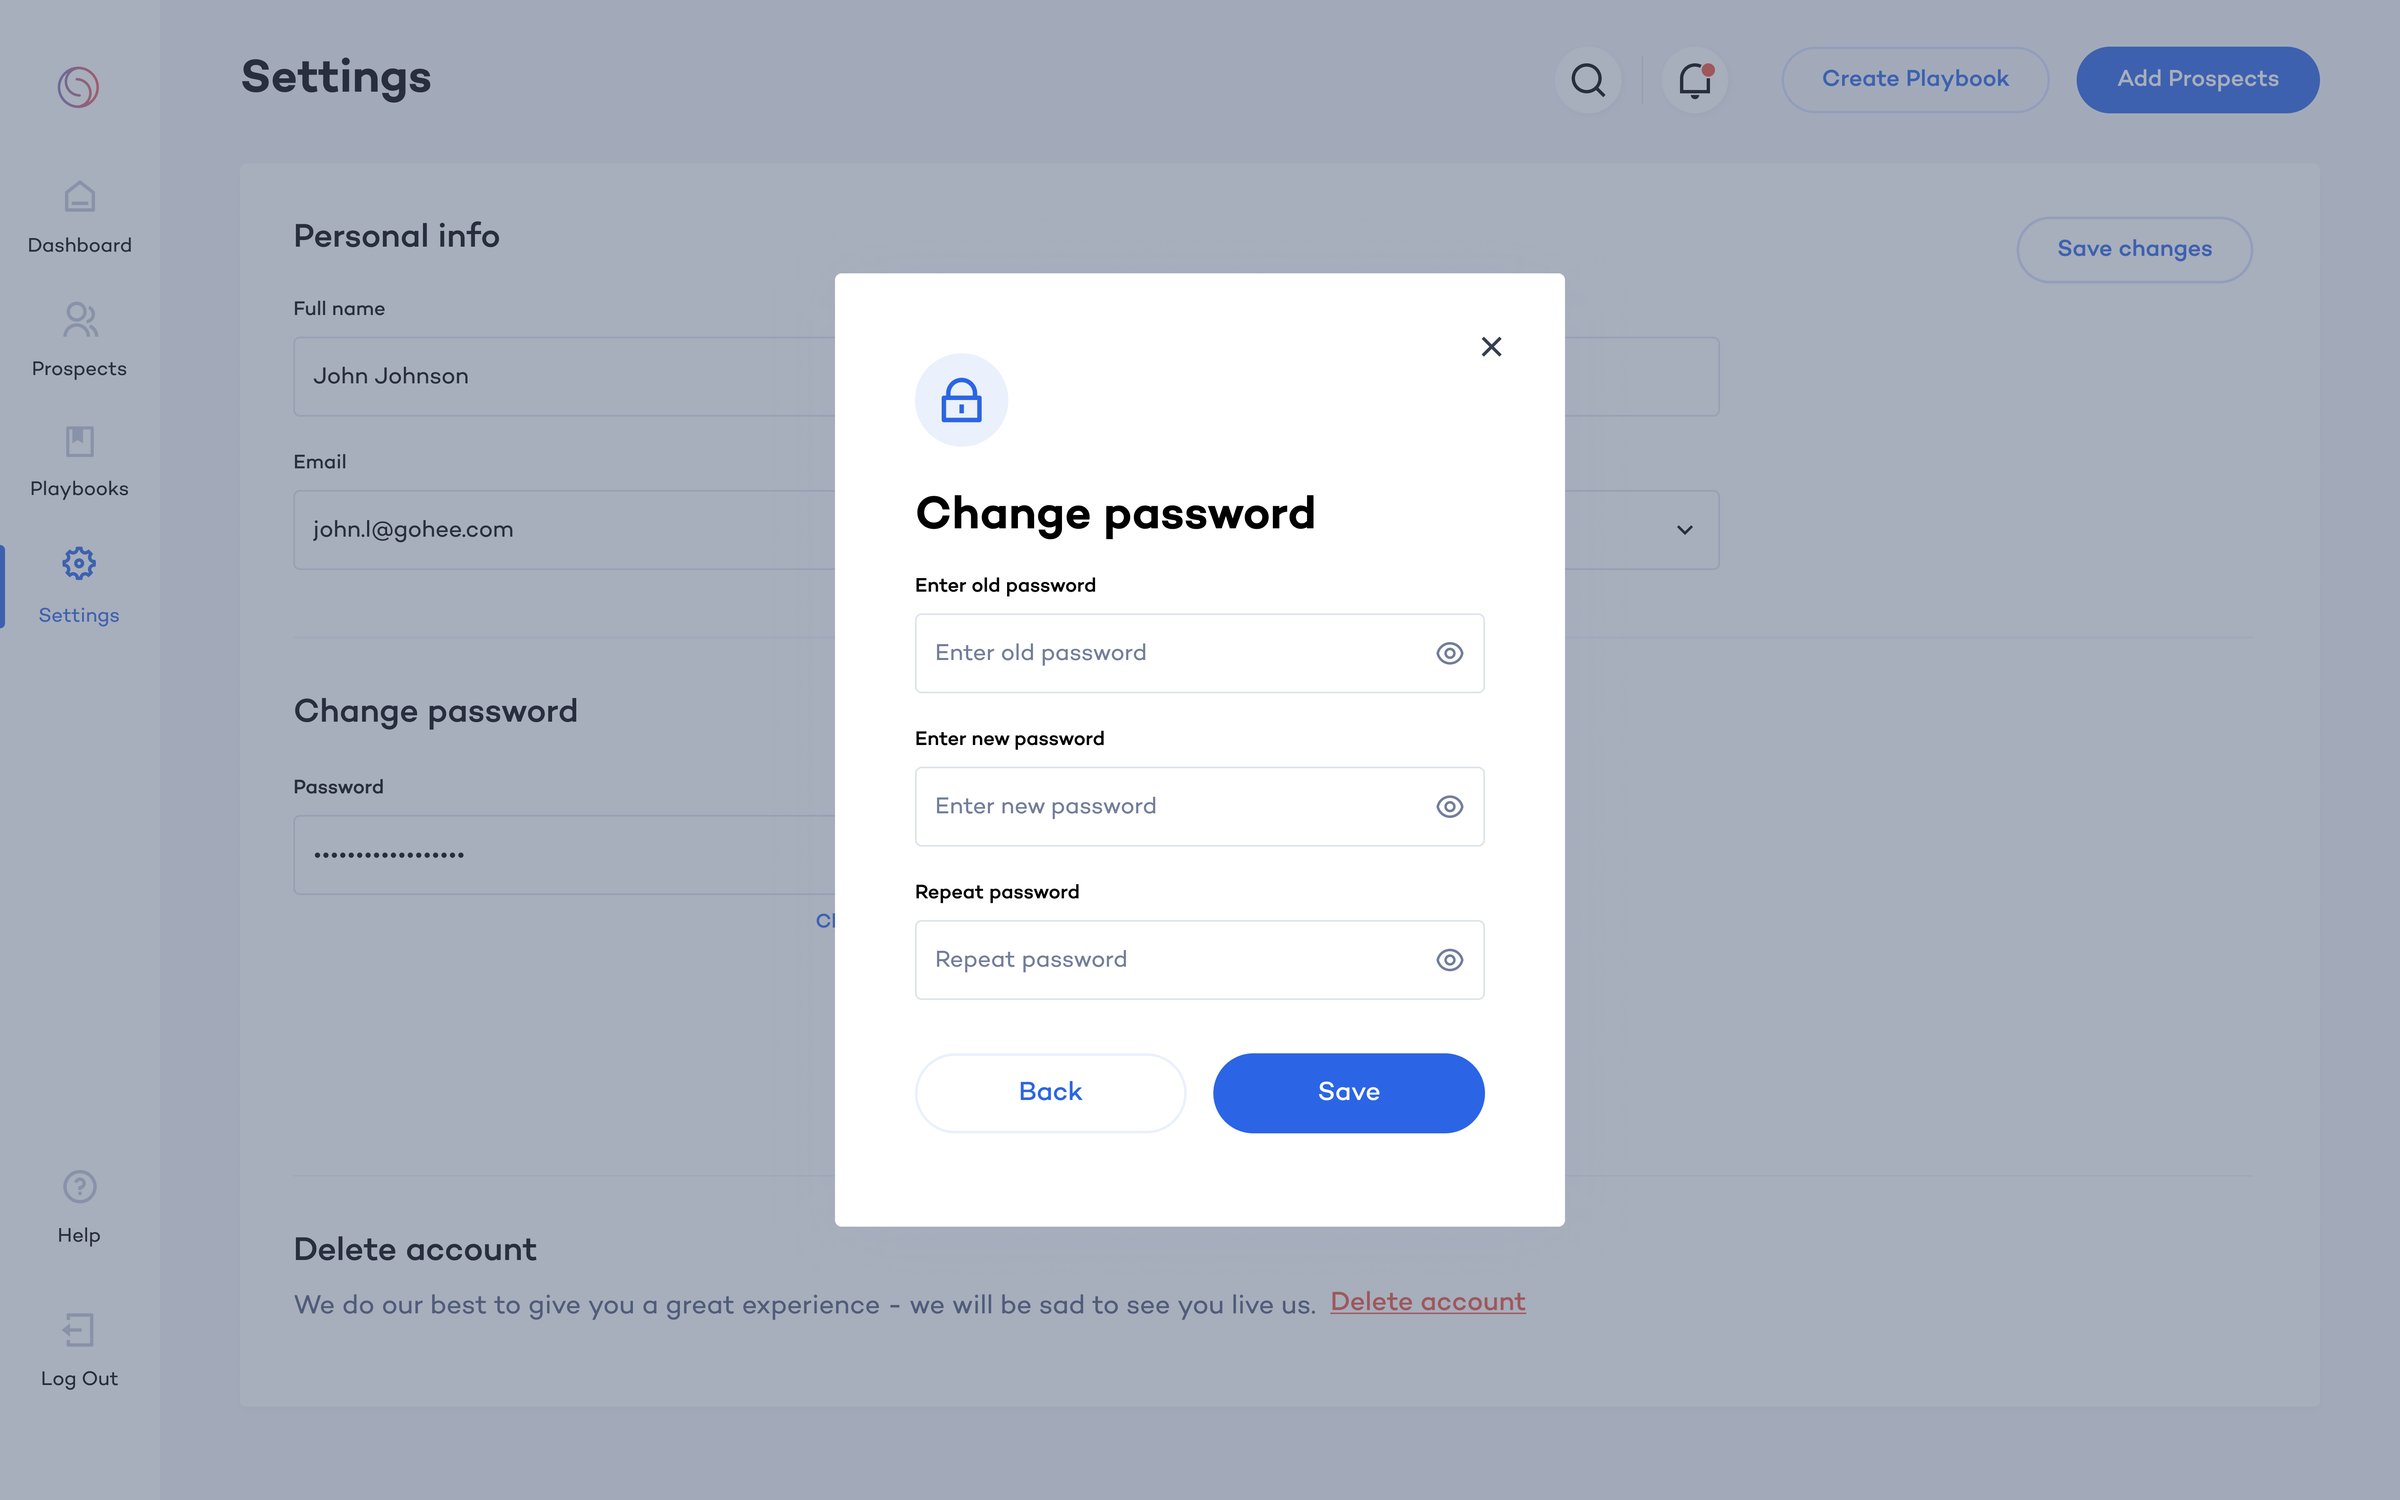 Settings
Create Playbook
Add Prospects
Dashboard
Prospects
Playbooks
Settings
Help
Log Out
Personal info
Save changes
Full name
John Johnson
Email
john.l@gohee.com
Change password
Password
••••••••••••••••••
Change password
Enter old password
Enter old password
Enter new password
Enter new password
Repeat password
Repeat password
Back
Save
Delete account
We do our best to give you a great experience - we will be sad to see you live us. Delete account